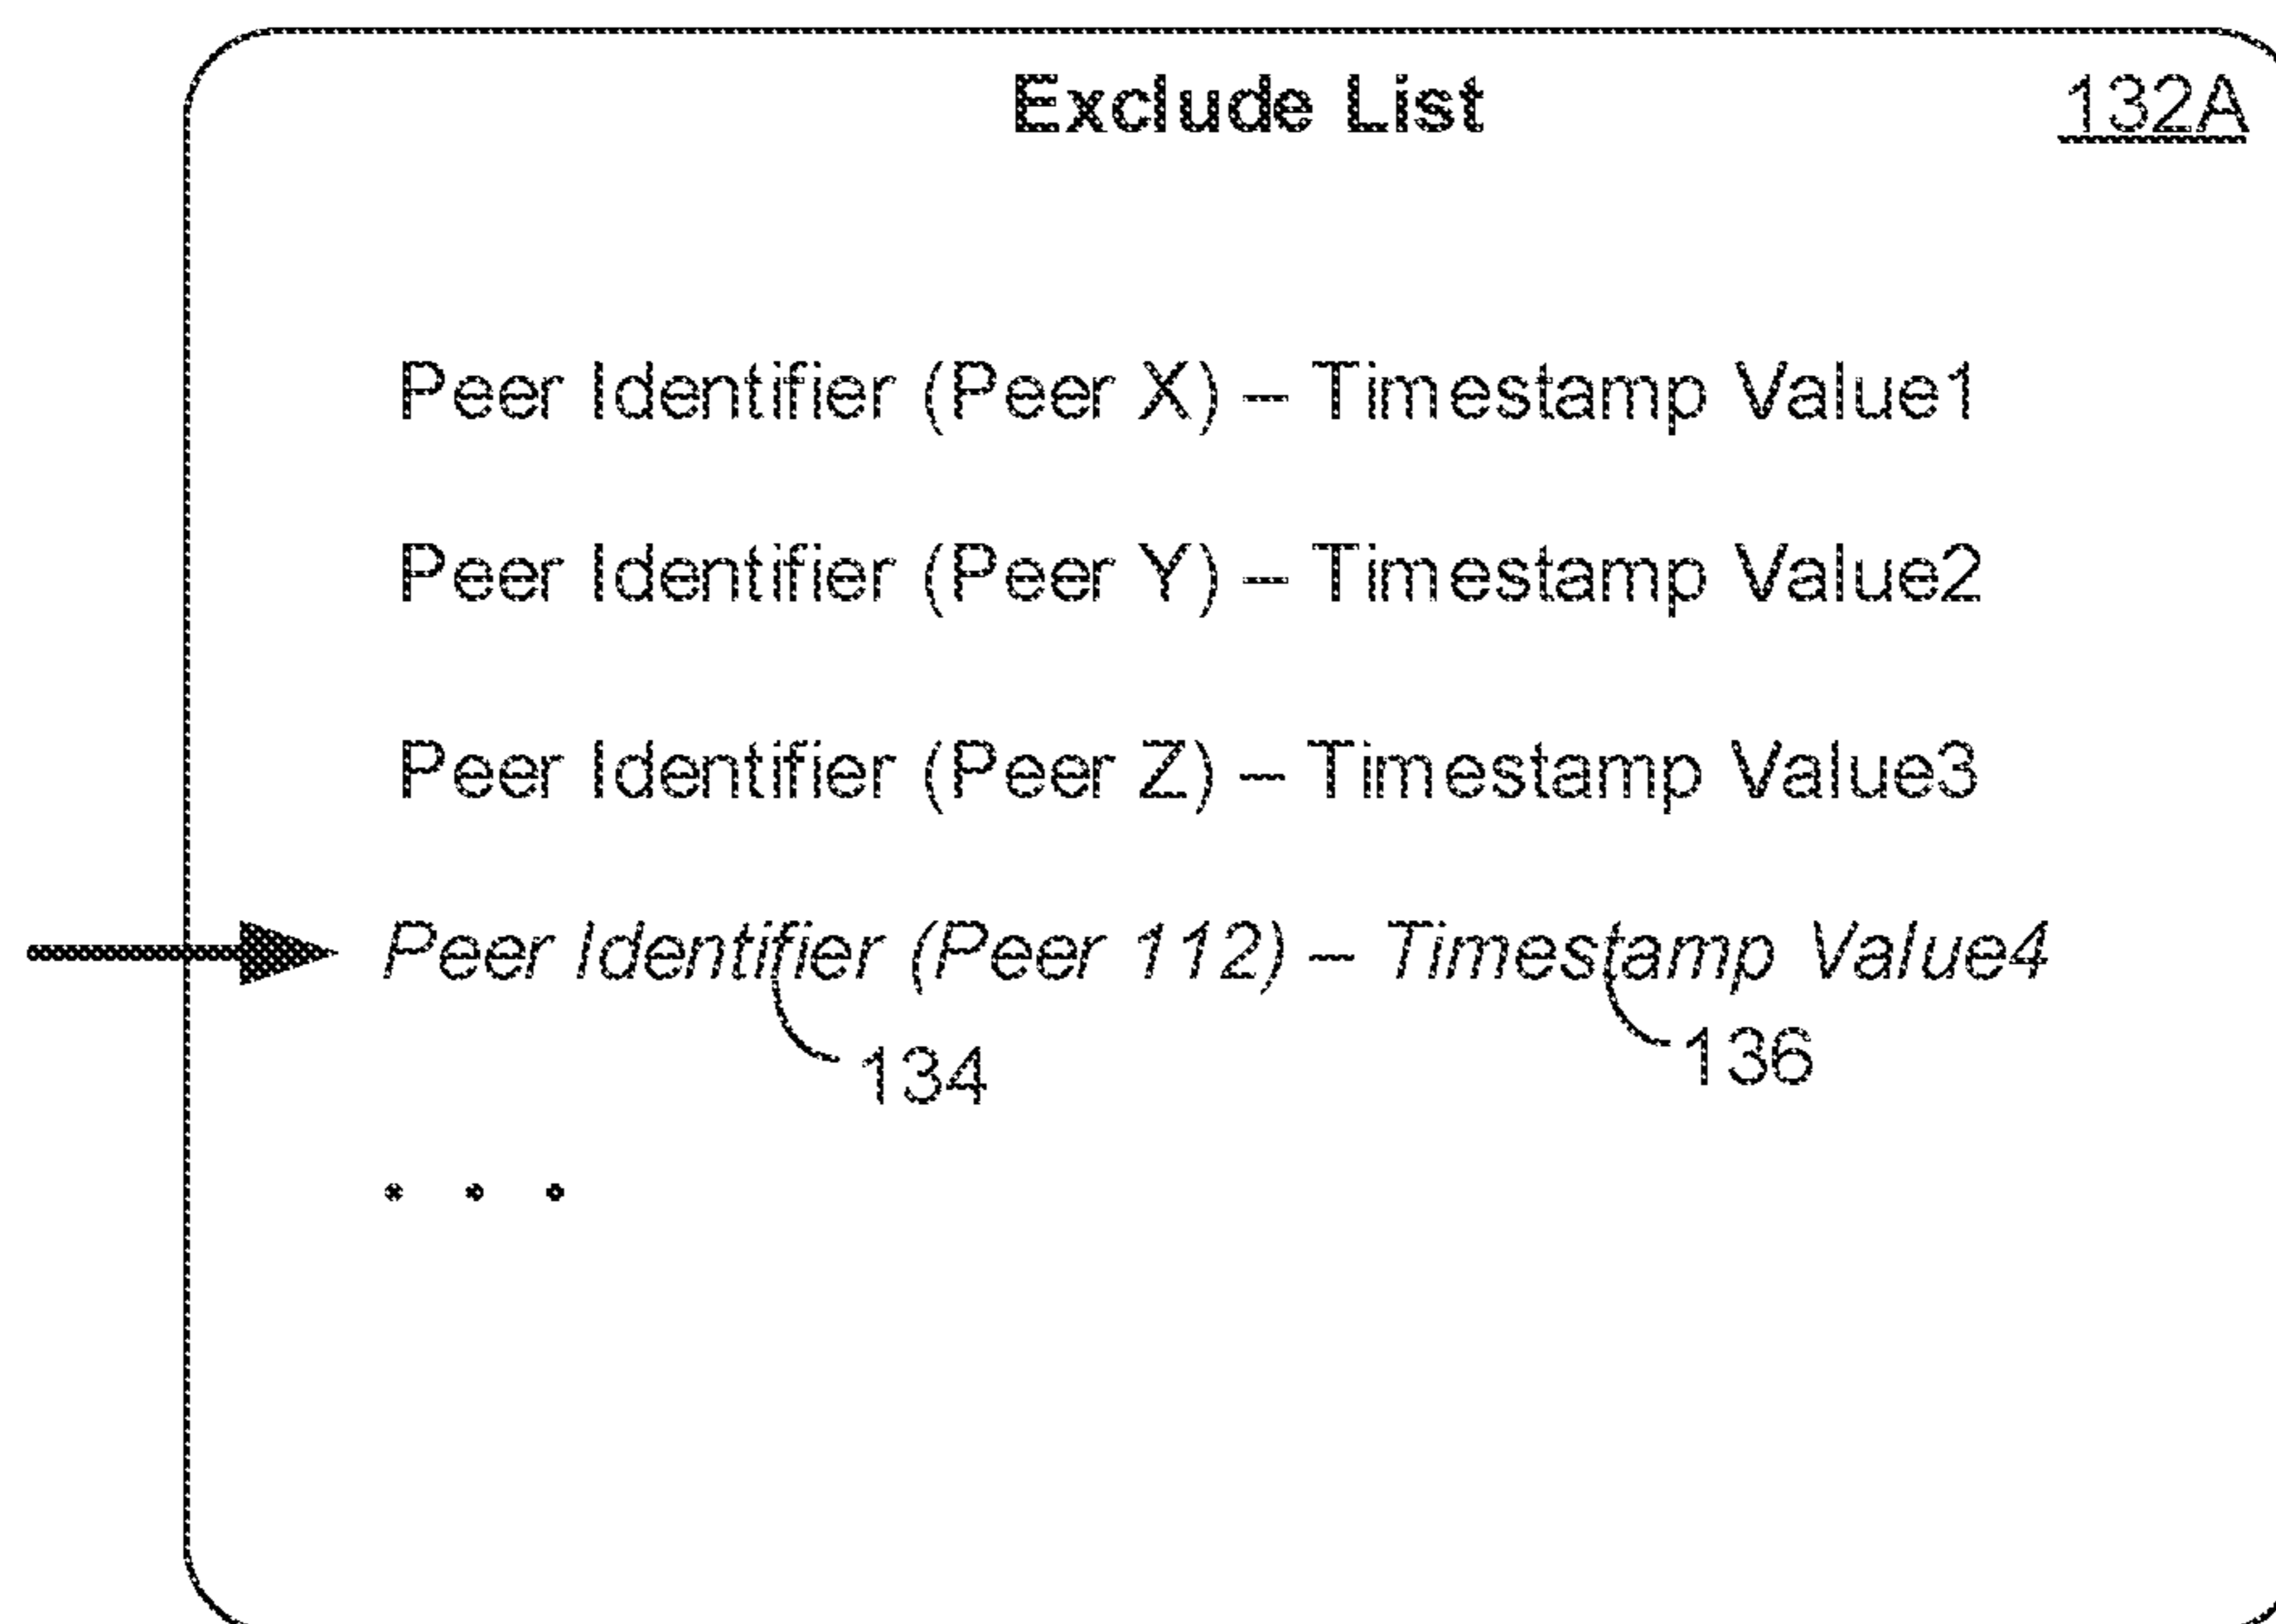 Exclude List 132A
Peer Identifier (Peer X) – Timestamp Value1
Peer Identifier (Peer Y) – Timestamp Value2
Peer Identifier (Peer Z) – Timestamp Value3
Peer Identifier (Peer 112) – Timestamp Value4
134 136
. . .